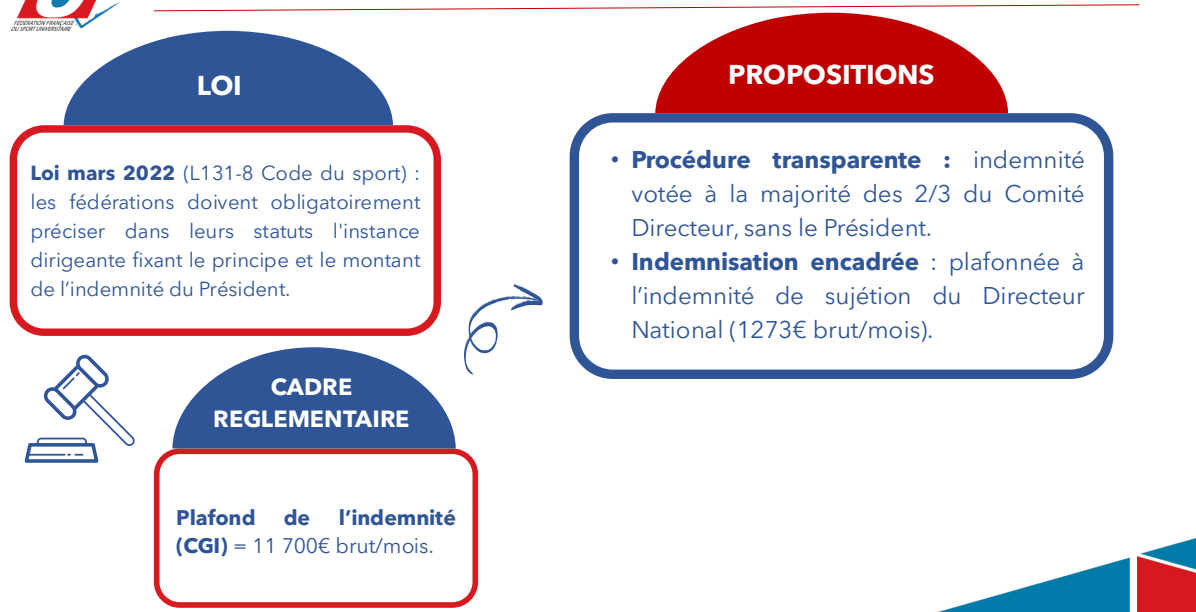 FÉDÉRATION FRANÇAISE
DU SPORT UNIVERSITAIRE
LOI
Loi mars 2022 (L131-8 Code du sport) :
les fédérations doivent obligatoirement
préciser dans leurs statuts l'instance
dirigeante fixant le principe et le montant
de l’indemnité du Président.
CADRE
REGLEMENTAIRE
Plafond de l’indemnité
(CGI) = 11 700€ brut/mois.
PROPOSITIONS
• Procédure transparente : indemnité
votée à la majorité des 2/3 du Comité
Directeur, sans le Président.
• Indemnisation encadrée : plafonnée à
l’indemnité de sujétion du Directeur
National (1273€ brut/mois).